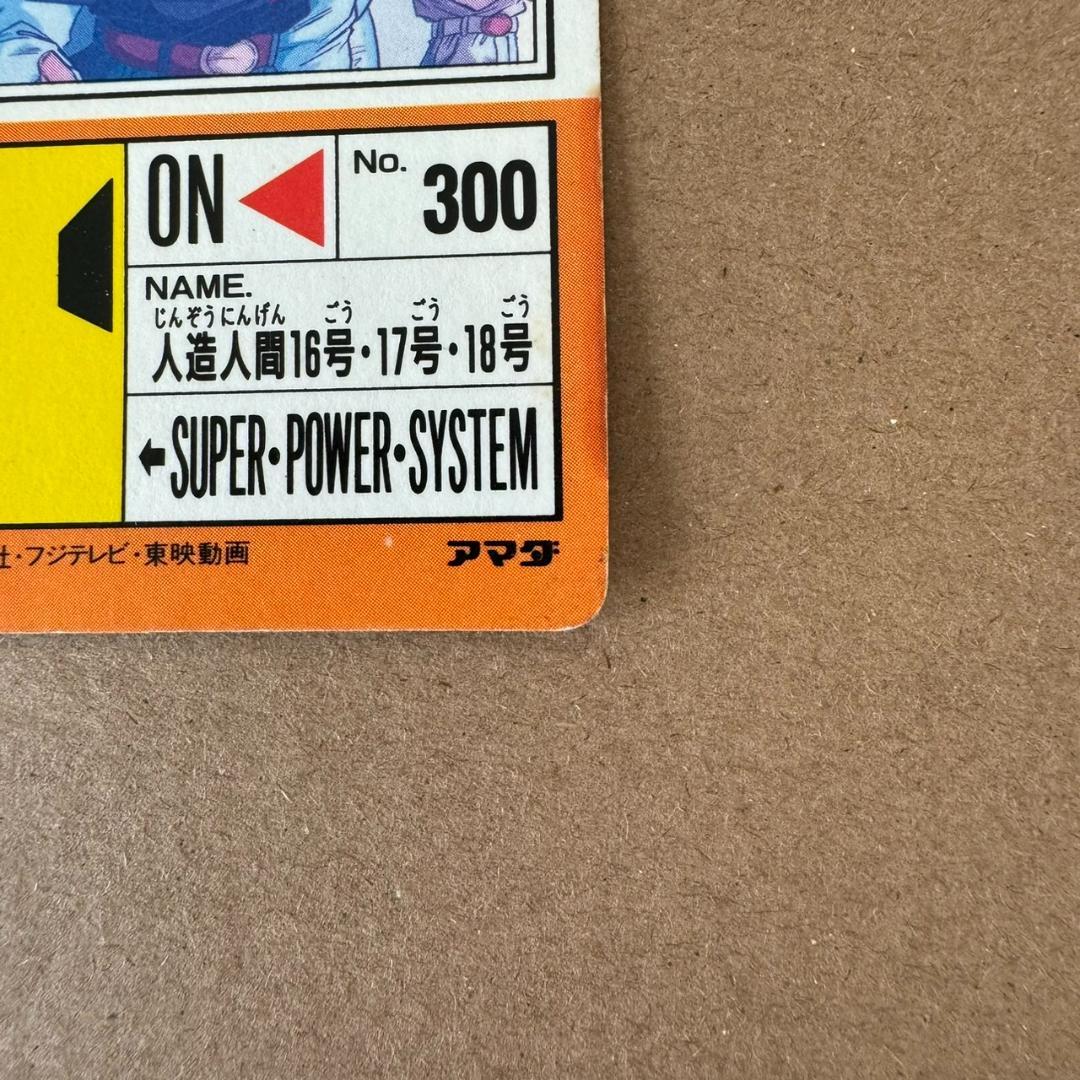 ON
No. 300
NAME.
じんぞうにんげん ごう ごう ごう
人造人間16号・17号・18号
←SUPER・POWER・SYSTEM
社・フジテレビ・東映動画 アマダ